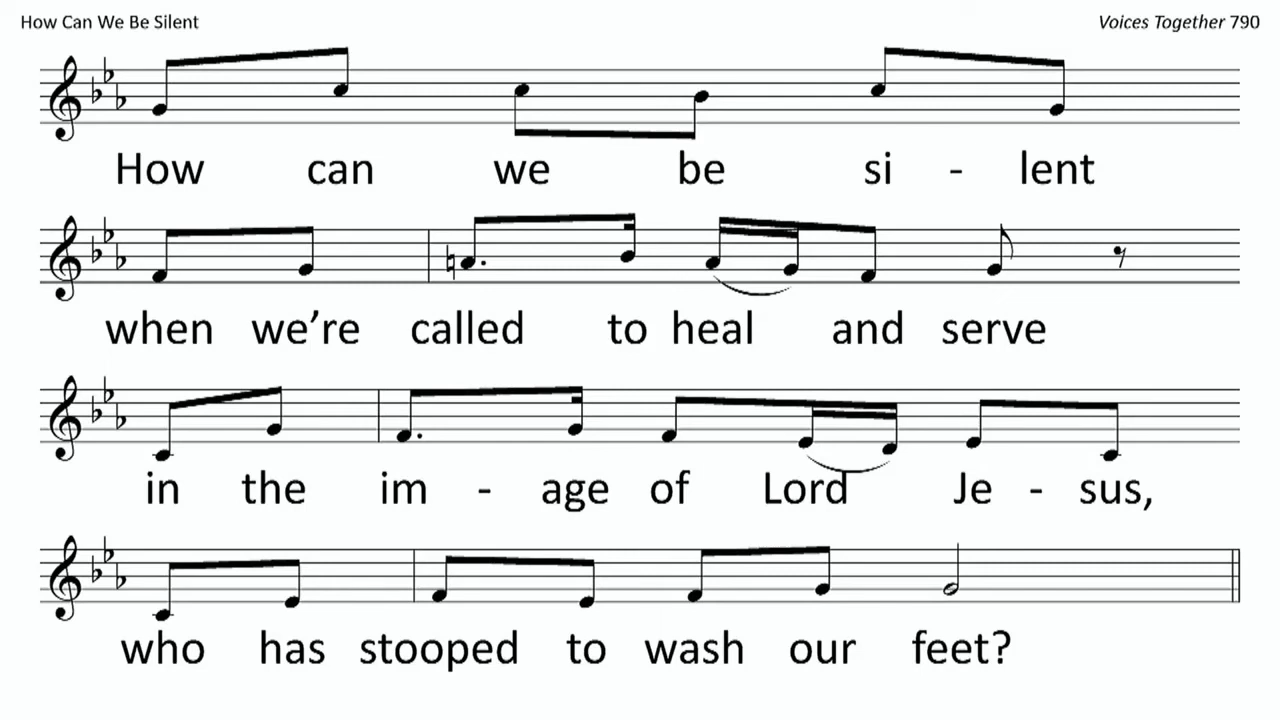 How Can We Be Silent
Voices Together 790
How can we be si - lent
when we're called to heal and serve
in the im - age of Lord Je - sus,
who has stooped to wash our feet?